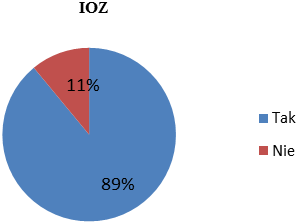 IOZ
11%
89%
Tak
Nie